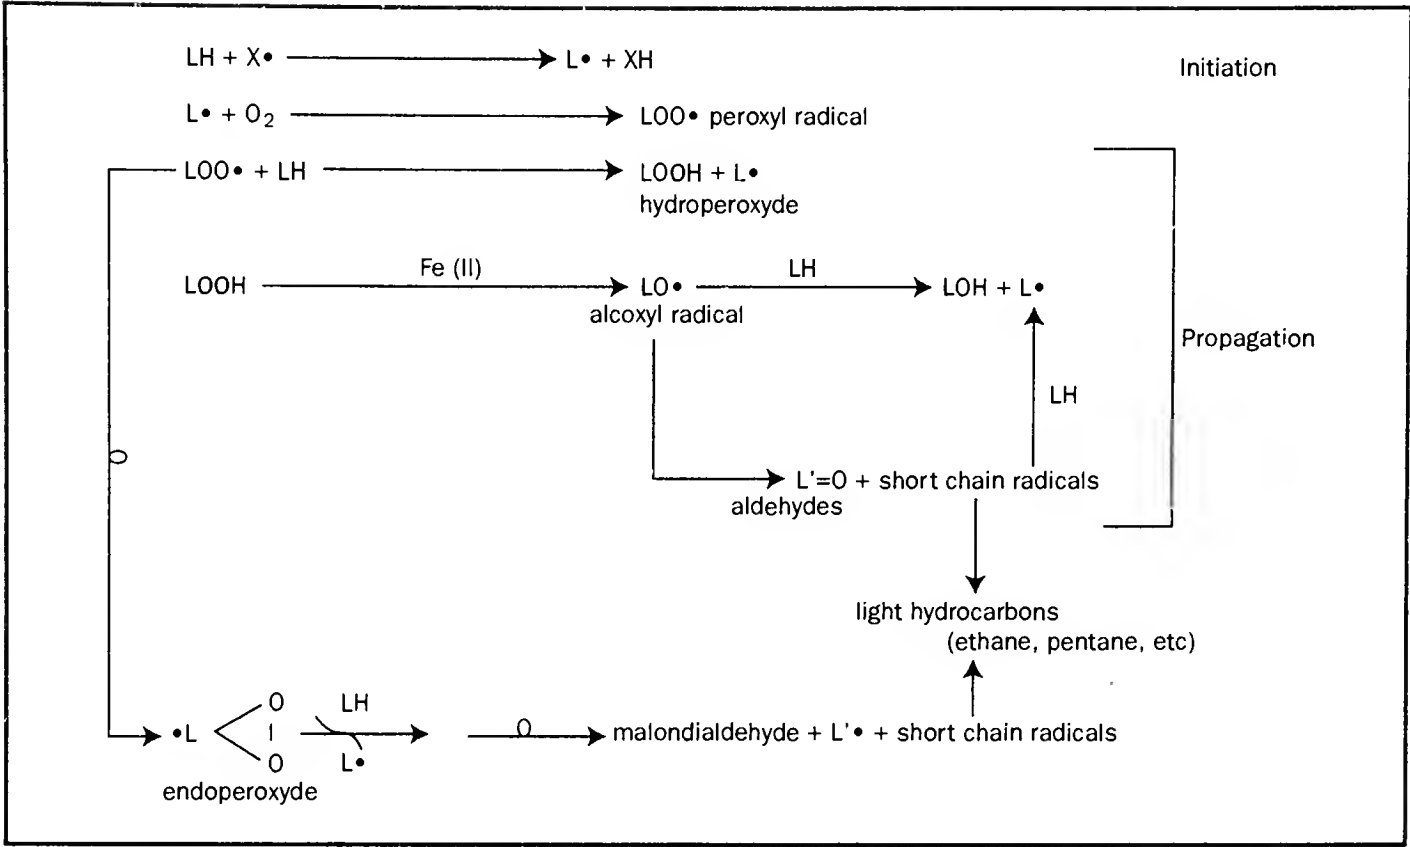 LH + X• L• + XH
Initiation
L• + O2 LOO• peroxyl radical
LOO• + LH LOOH + L•
hydroperoxyde
LOOH Fe (II) LO• LH LOH + L•
alcoxyl radical
Propagation
LH
L'=O + short chain radicals
aldehydes
light hydrocarbons
(ethane, pentane, etc)
O
LH
•L malondialdehyde + L'• + short chain radicals
O
L•
endoperoxyde